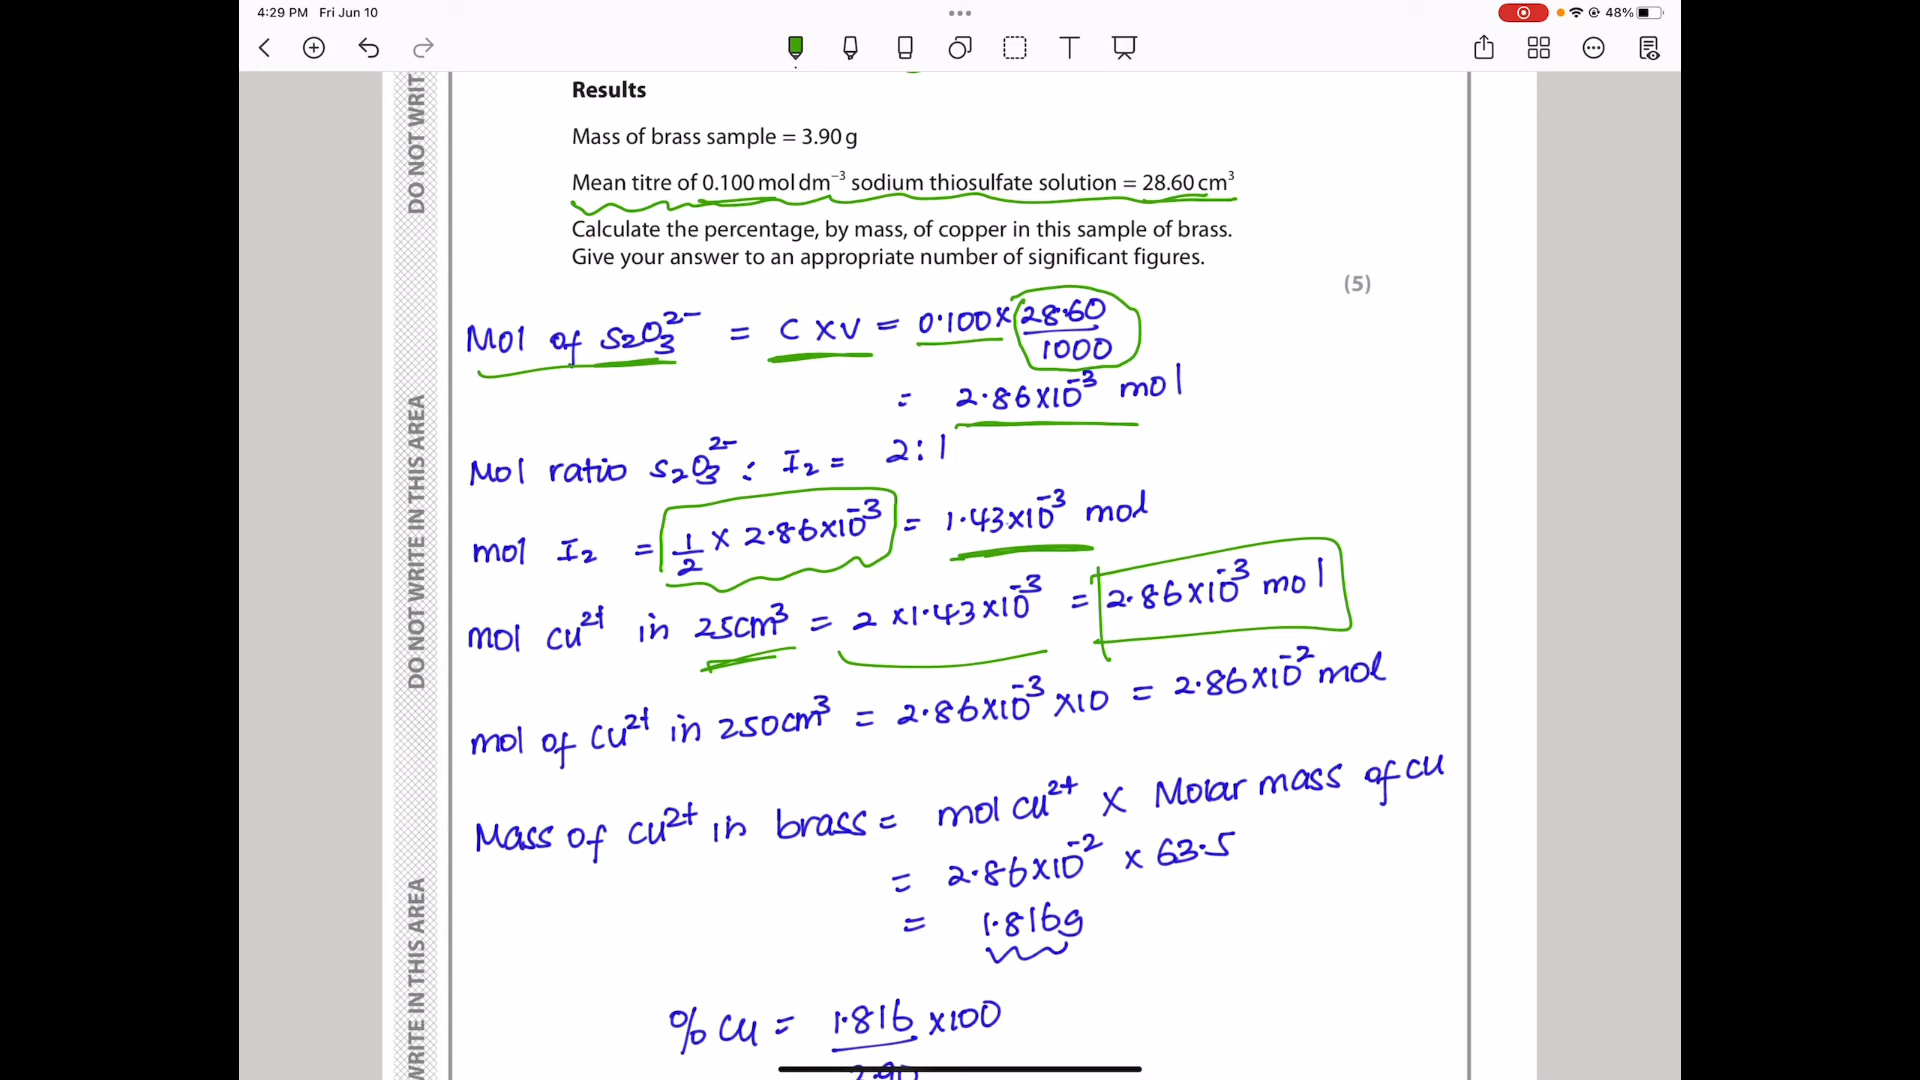 4:29 PM Fri Jun 10
48%
DO NOT WRIT
DO NOT WRITE IN THIS AREA
WRITE IN THIS AREA
Results
Mass of brass sample = 3.90 g
Mean titre of 0.100 mol dm⁻³ sodium thiosulfate solution = 28.60 cm³
Calculate the percentage, by mass, of copper in this sample of brass.
Give your answer to an appropriate number of significant figures.
(5)
Mol of S₂O₃²⁻ = C x V = 0.100 x 28.60/1000
= 2.86x10⁻³ mol
Mol ratio S₂O₃²⁻ : I₂ = 2:1
mol I₂ = 1/2 x 2.86x10⁻³ = 1.43x10⁻³ mol
mol Cu²⁺ in 25cm³ = 2 x 1.43x10⁻³ = 2.86x10⁻³ mol
mol of Cu²⁺ in 250cm³ = 2.86x10⁻³ x10 = 2.86x10⁻² mol
Mass of Cu²⁺ in brass = mol Cu²⁺ x Molar mass of Cu
= 2.86x10⁻² x 63.5
= 1.816g
% Cu = 1.816/3.90 x100